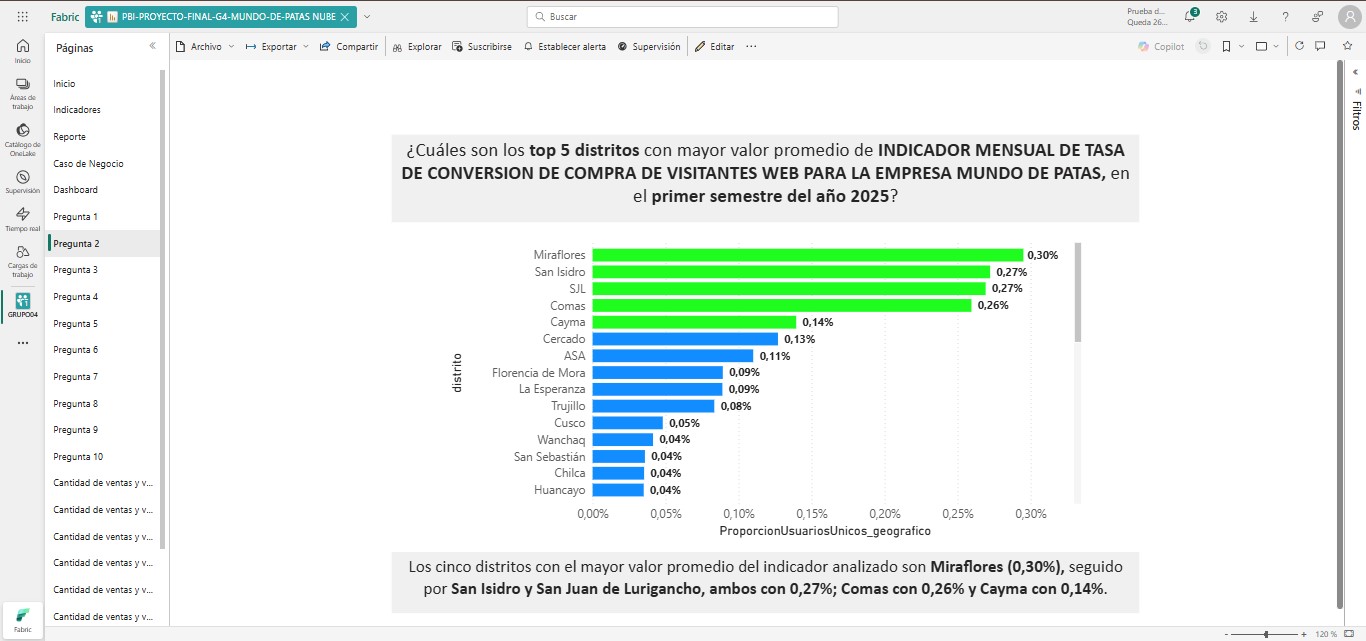 Fabric
PBI-PROYECTO-FINAL-G4-MUNDO-DE-PATAS NUBE
Buscar
Prueba d...
Queda 26...
3
Inicio
Áreas de
trabajo
Catálogo de
OneLake
Supervisión
Tiempo real
Cargas de
trabajo
GRUPO04
Fabric
Páginas
Inicio
Indicadores
Reporte
Caso de Negocio
Dashboard
Pregunta 1
Pregunta 2
Pregunta 3
Pregunta 4
Pregunta 5
Pregunta 6
Pregunta 7
Pregunta 8
Pregunta 9
Pregunta 10
Cantidad de ventas y v...
Cantidad de ventas y v...
Cantidad de ventas y v...
Cantidad de ventas y v...
Cantidad de ventas y v...
Cantidad de ventas y v...
Archivo Exportar Compartir Explorar Suscribirse Establecer alerta Supervisión Editar ... Copilot
¿Cuáles son los top 5 distritos con mayor valor promedio de INDICADOR MENSUAL DE TASA
DE CONVERSION DE COMPRA DE VISITANTES WEB PARA LA EMPRESA MUNDO DE PATAS, en
el primer semestre del año 2025?
distrito
Miraflores 0,30%
San Isidro 0,27%
SJL 0,27%
Comas 0,26%
Cayma 0,14%
Cercado 0,13%
ASA 0,11%
Florencia de Mora 0,09%
La Esperanza 0,09%
Trujillo 0,08%
Cusco 0,05%
Wanchaq 0,04%
San Sebastián 0,04%
Chilca 0,04%
Huancayo 0,04%
0,00% 0,05% 0,10% 0,15% 0,20% 0,25% 0,30%
ProporcionUsuariosUnicos_geografico
Los cinco distritos con el mayor valor promedio del indicador analizado son Miraflores (0,30%), seguido
por San Isidro y San Juan de Lurigancho, ambos con 0,27%; Comas con 0,26% y Cayma con 0,14%.
Filtros
- + 120 %